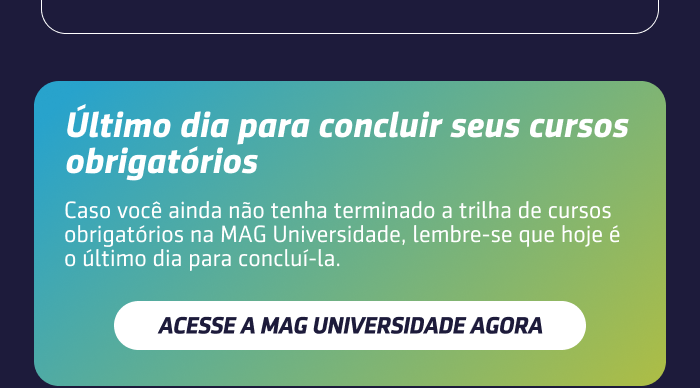 Último dia para concluir seus cursos
obrigatórios
Caso você ainda não tenha terminado a trilha de cursos
obrigatórios na MAG Universidade, lembre-se que hoje é
o último dia para concluí-la.
ACESSE A MAG UNIVERSIDADE AGORA